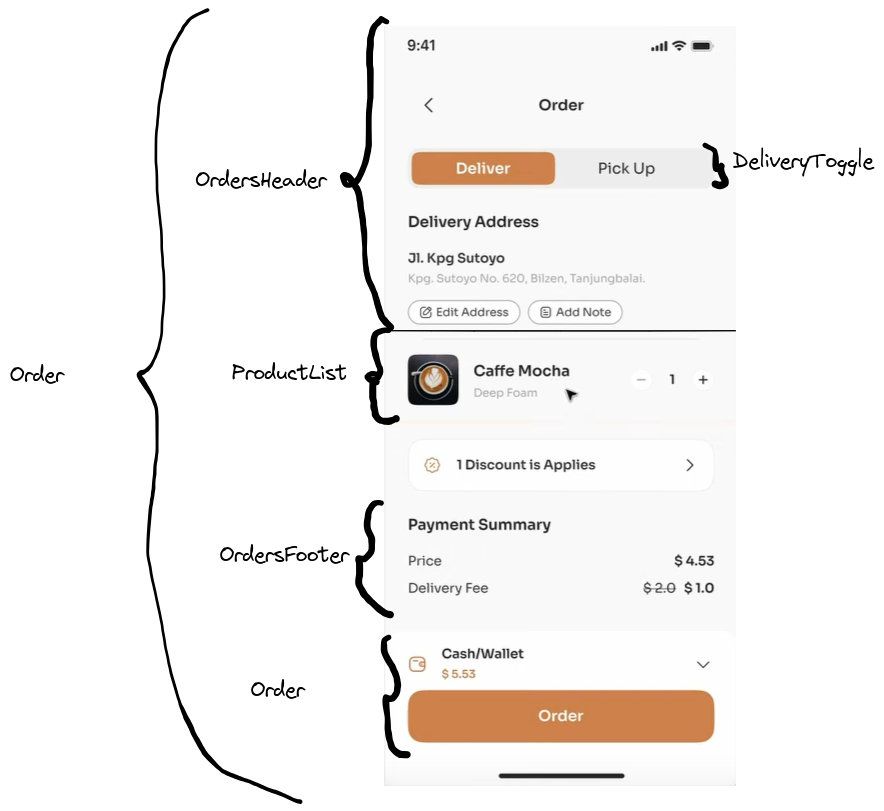 9:41
Order
Deliver
Pick Up
DeliveryToggle
OrdersHeader
Delivery Address
Jl. Kpg Sutoyo
Kpg. Sutoyo No. 620, Bilzen, Tanjungbalai.
Edit Address
Add Note
Order
ProductList
Caffe Mocha
Deep Foam
1
1 Discount is Applies
OrdersFooter
Payment Summary
Price
$ 4.53
Delivery Fee
$ 2.0 $ 1.0
Order
Cash/Wallet
$ 5.53
Order